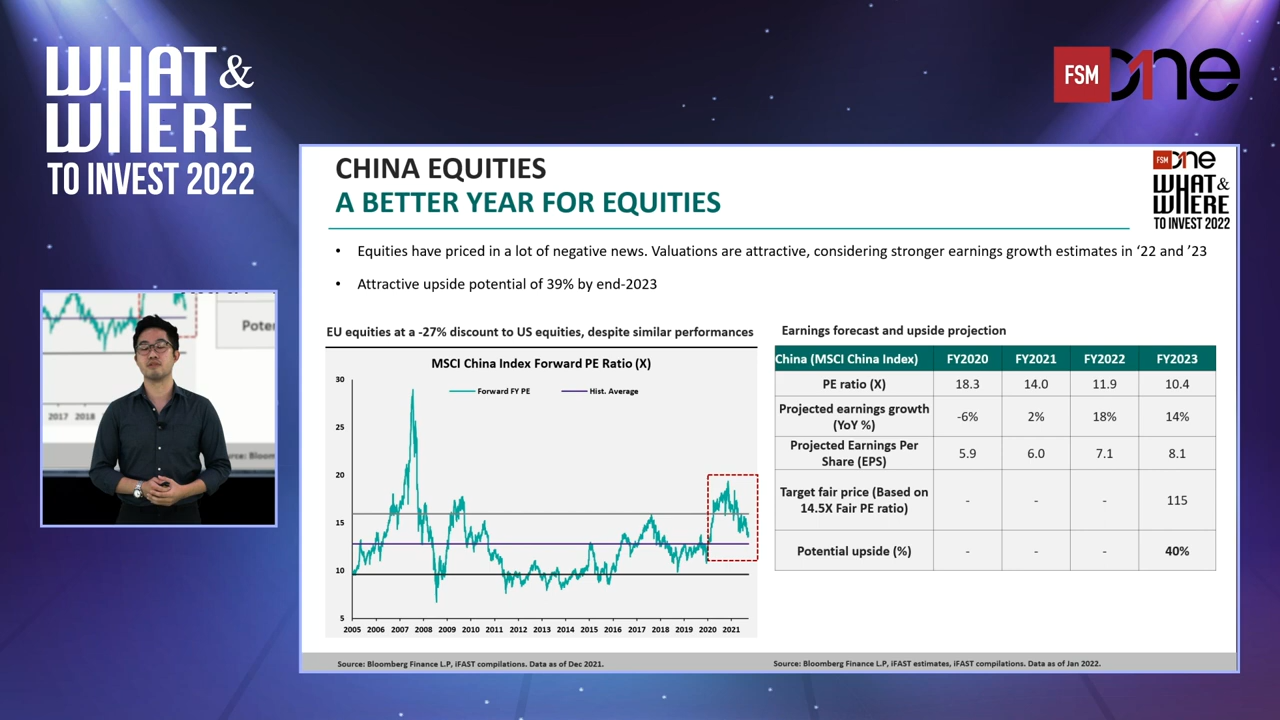 WHAT &
WHERE
TO INVEST 2022
FSM
One
CHINA EQUITIES
A BETTER YEAR FOR EQUITIES
FSM One
WHAT &
WHERE
TO INVEST 2022
• Equities have priced in a lot of negative news. Valuations are attractive, considering stronger earnings growth estimates in ‘22 and ’23
• Attractive upside potential of 39% by end-2023
EU equities at a -27% discount to US equities, despite similar performances
MSCI China Index Forward PE Ratio (X)
Forward FY PE Hist. Average
30
25
20
15
10
5
2005 2006 2007 2008 2009 2010 2011 2012 2013 2014 2015 2016 2017 2018 2019 2020 2021
Earnings forecast and upside projection
China (MSCI China Index) FY2020 FY2021 FY2022 FY2023
PE ratio (X) 18.3 14.0 11.9 10.4
Projected earnings growth
(YoY %) -6% 2% 18% 14%
Projected Earnings Per
Share (EPS) 5.9 6.0 7.1 8.1
Target fair price (Based on
14.5X Fair PE ratio) - - - 115
Potential upside (%) - - - 40%
Source: Bloomberg Finance L.P, iFAST compilations. Data as of Dec 2021.
Source: Bloomberg Finance L.P, iFAST estimates, iFAST compilations. Data as of Jan 2022.
2017 2018